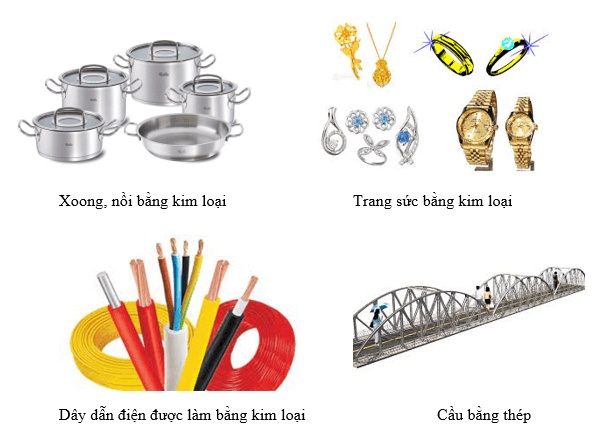 Xoong, nồi bằng kim loại
Trang sức bằng kim loại
Dây dẫn điện được làm bằng kim loại
Cầu bằng thép